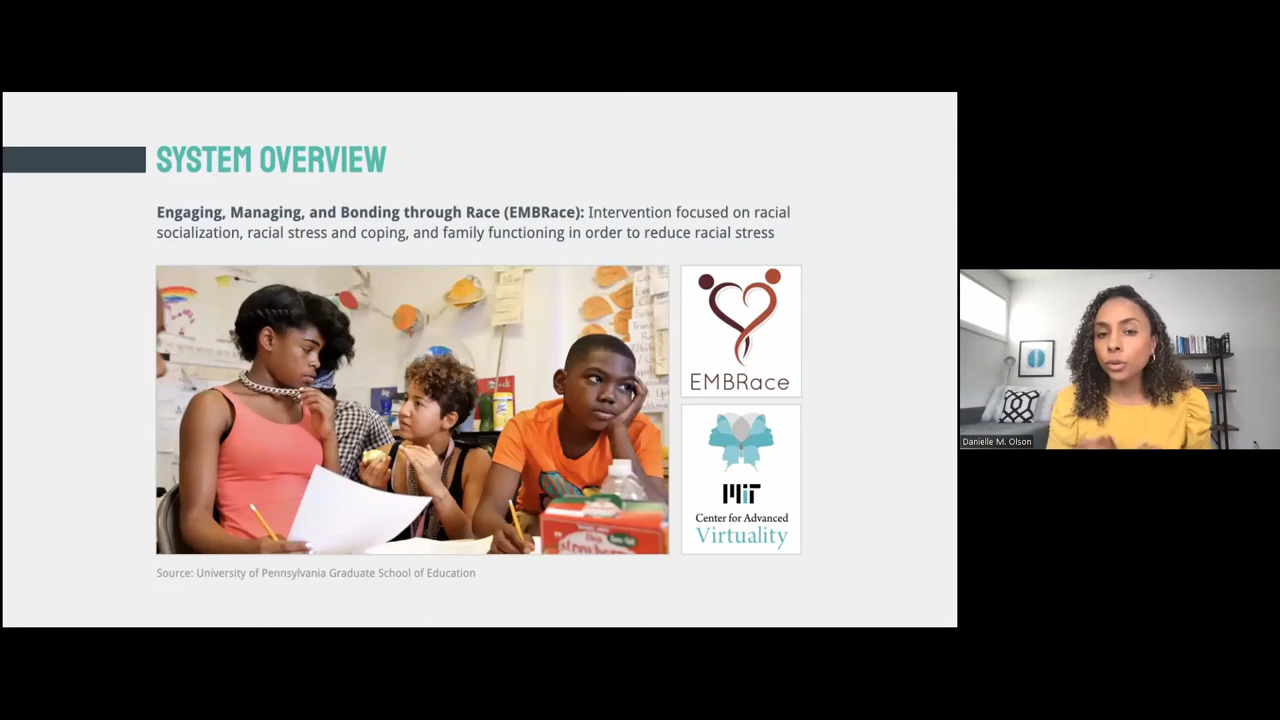 SYSTEM OVERVIEW
Engaging, Managing, and Bonding through Race (EMBRace): Intervention focused on racial
socialization, racial stress and coping, and family functioning in order to reduce racial stress
EMBRace
MIT
Center for Advanced
Virtuality
Source: University of Pennsylvania Graduate School of Education
Danielle M. Olson